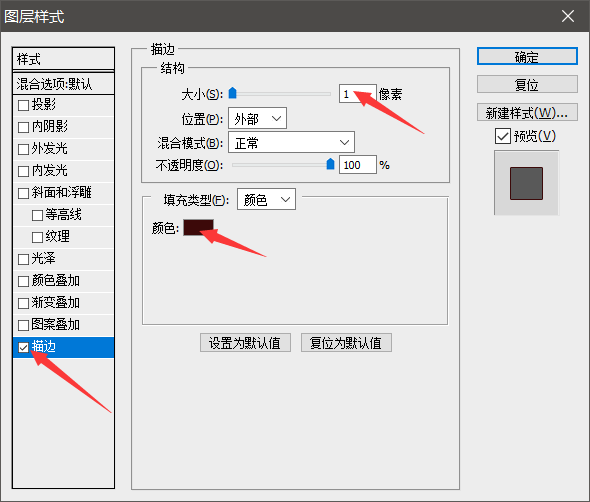 图层样式
样式
混合选项:默认
投影
内阴影
外发光
内发光
斜面和浮雕
等高线
纹理
光泽
颜色叠加
渐变叠加
图案叠加
描边
描边
结构
大小(S): 1 像素
位置(P): 外部
混合模式(B): 正常
不透明度(O): 100 %
填充类型(F): 颜色
颜色:
设置为默认值 复位为默认值
确定
复位
新建样式(W)...
预览(V)